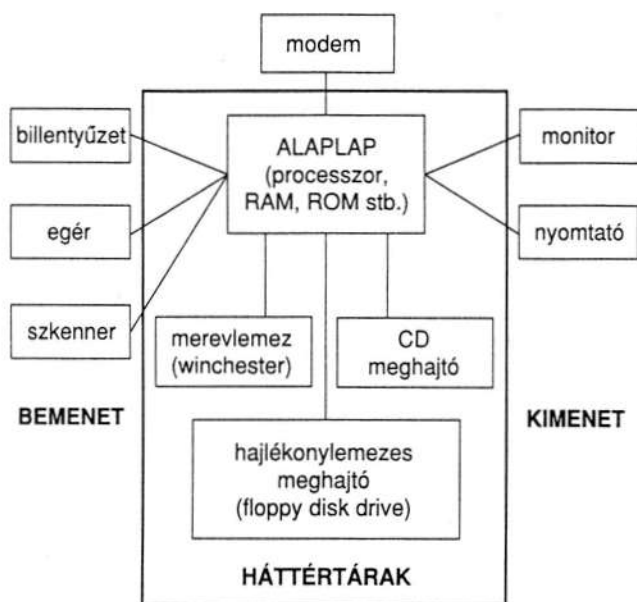 modem
billentyűzet
egér
szkenner
BEMENET
ALAPLAP
(processzor,
RAM, ROM stb.)
merevlemez
(winchester)
CD
meghajtó
hajlékonylemezes
meghajtó
(floppy disk drive)
HÁTTÉRTÁRAK
monitor
nyomtató
KIMENET